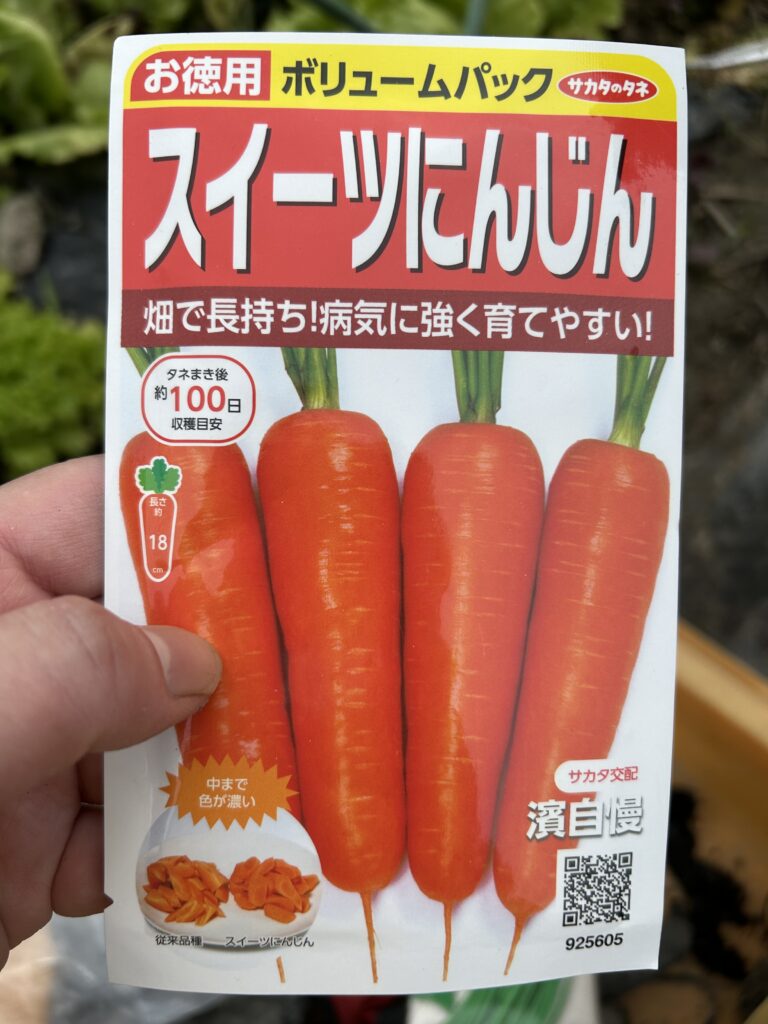 お徳用 ボリュームパック サカタのタネ
スイーツにんじん
畑で長持ち!病気に強く育てやすい!
タネまき後
約100日
収穫目安
長さ
約
18
cm
中まで
色が濃い
従来品種 スイーツにんじん
サカタ交配
濱自慢
925605